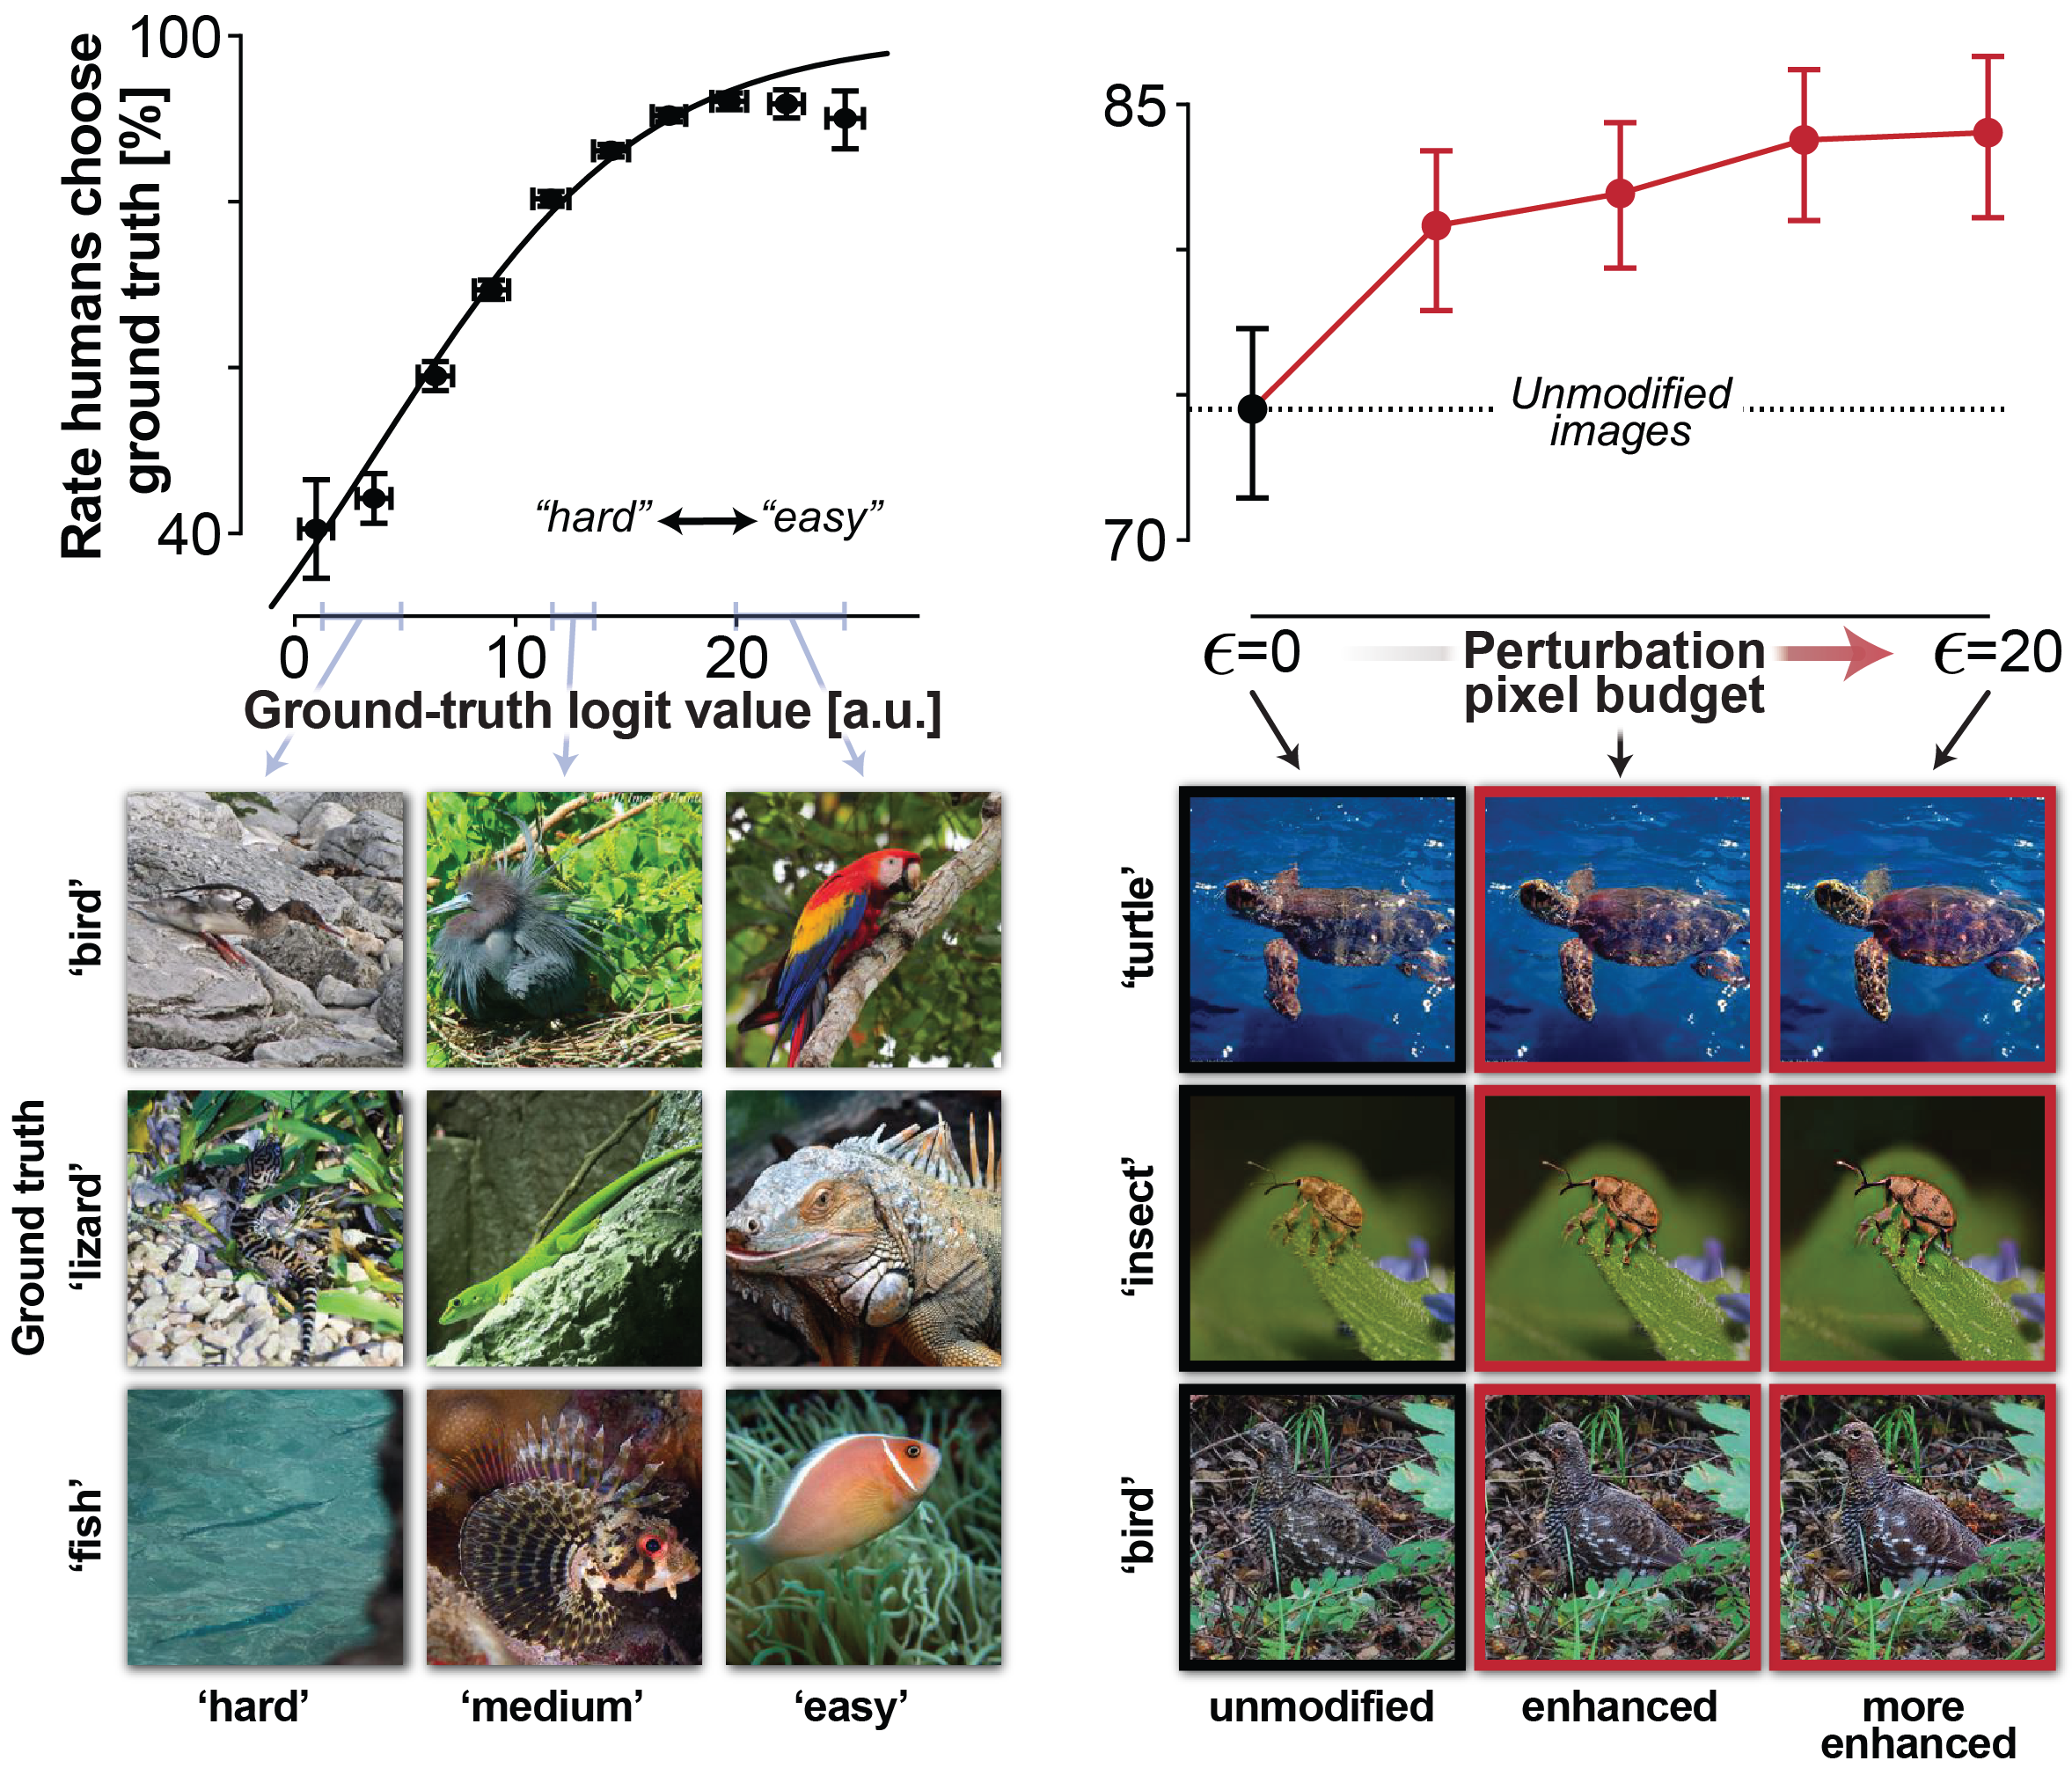 Rate humans choose
ground truth [%]
100
40
“hard” “easy”
0 10 20
Ground-truth logit value [a.u.]
Ground truth
‘bird’
‘lizard’
‘fish’
‘hard’ ‘medium’ ‘easy’
85
70
Unmodified
images
ϵ=0 Perturbation ϵ=20
pixel budget
‘turtle’
‘insect’
‘bird’
unmodified enhanced more
enhanced